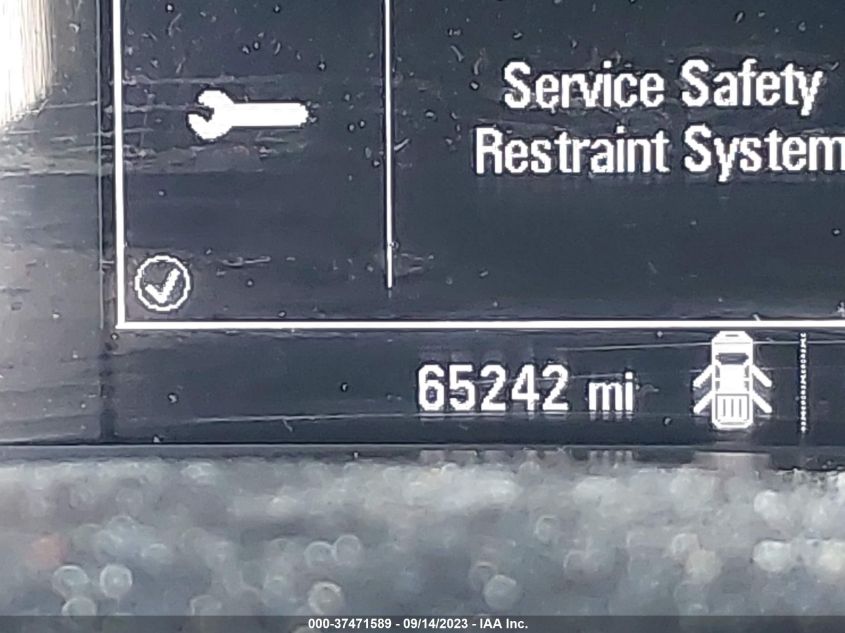 Service Safety
Restraint System
65242 mi
000-37471589 - 09/14/2023 - IAA Inc.